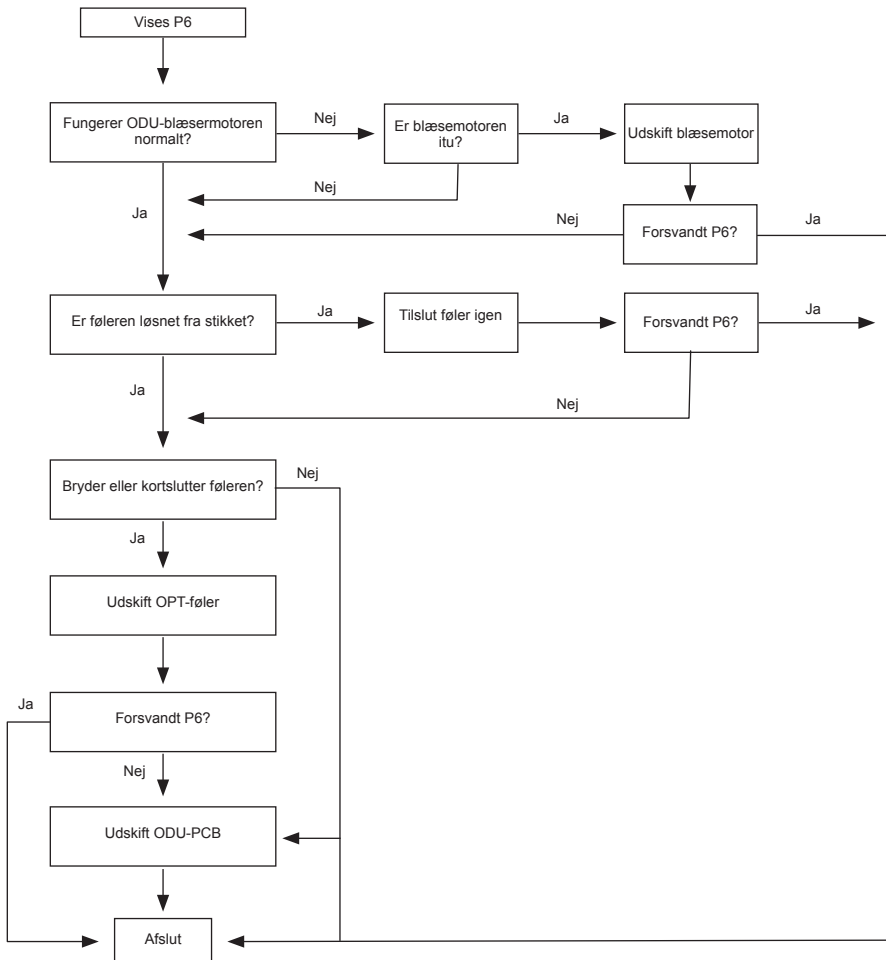 Vises P6
Fungerer ODU-blæsermotoren
normalt?
Nej
Er blæsemotoren
itu?
Ja
Udskift blæsemotor
Nej
Ja
Nej
Forsvandt P6?
Ja
Er føleren løsnet fra stikket?
Ja
Tilslut føler igen
Forsvandt P6?
Ja
Ja
Nej
Bryder eller kortslutter føleren?
Nej
Ja
Udskift OPT-føler
Ja
Forsvandt P6?
Nej
Udskift ODU-PCB
Afslut